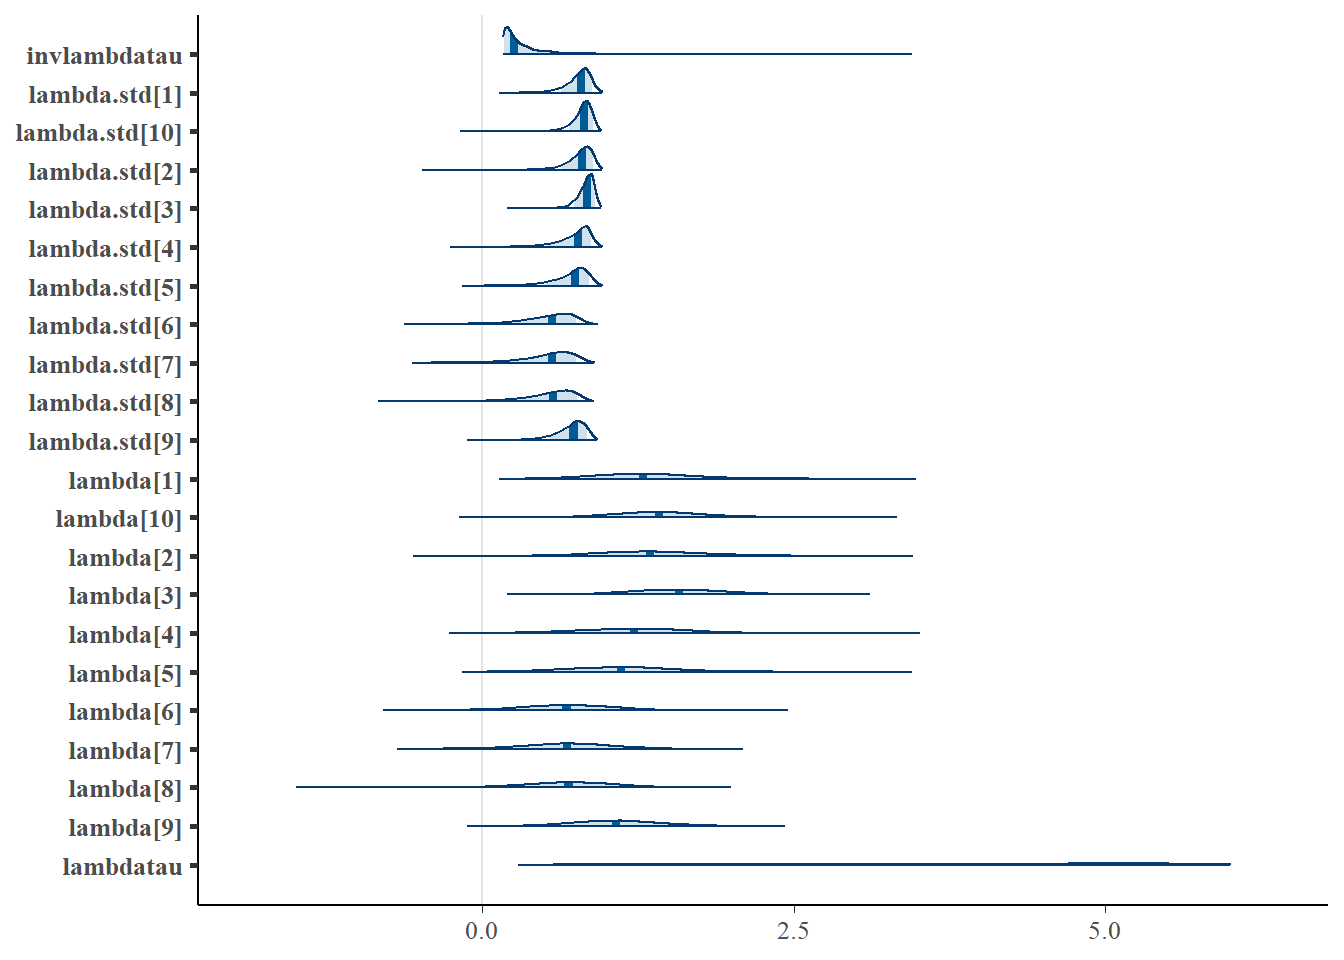 invlambdatau
lambda.std[1]
lambda.std[10]
lambda.std[2]
lambda.std[3]
lambda.std[4]
lambda.std[5]
lambda.std[6]
lambda.std[7]
lambda.std[8]
lambda.std[9]
lambda[1]
lambda[10]
lambda[2]
lambda[3]
lambda[4]
lambda[5]
lambda[6]
lambda[7]
lambda[8]
lambda[9]
lambdatau
0.0 2.5 5.0